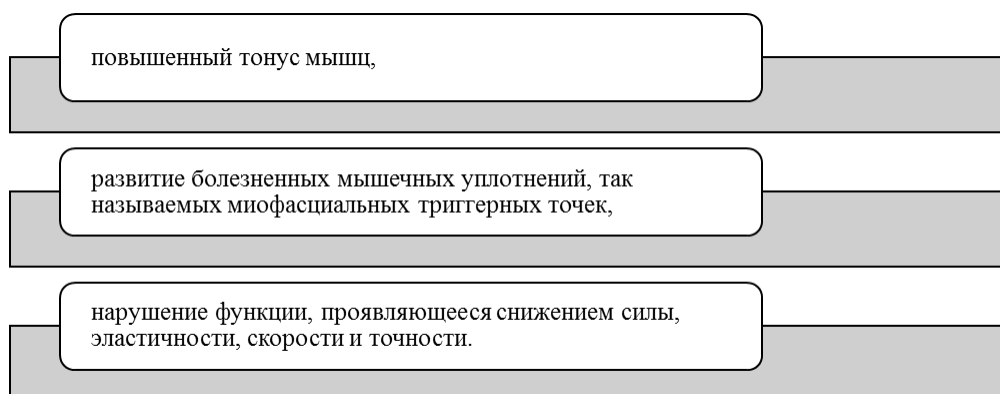 повышенный тонус мышц,
развитие болезненных мышечных уплотнений, так
называемых миофасциальных триггерных точек,
нарушение функции, проявляющееся снижением силы,
эластичности, скорости и точности.